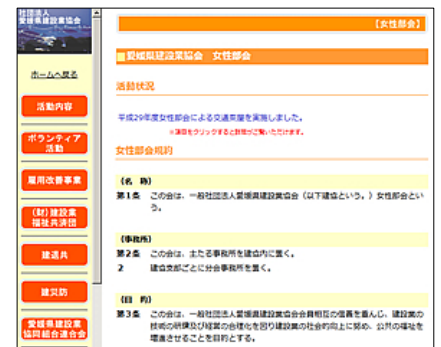 社団法人
愛媛県建設業協会
ホームへ戻る
活動内容
ボランティア
活動
雇用改善事業
(財)建設業
福祉共済団
建退共
建災防
愛媛県建設業
協同組合連合会
【女性部会】
愛媛県建設業協会 女性部会
活動状況
平成29年度女性部会による交通茶屋を実施しました。
※項目をクリックすると詳細がご覧いただけます。
女性部会規約
(名 称)
第1条 この会は、一般社団法人愛媛県建設業協会(以下建協という。)女性部会とい
う。
(事務所)
第2条 この会は、主たる事務所を建協内に置く。
2 建協支部ごとに分会事務所を置く。
(目 的)
第3条 この会は、一般社団法人愛媛県建設業協会会員相互の信義を重んじ、建設業の
技術の研鑽及び経営の合理化を図り建設業の社会的向上に努め、公共の福祉を
増進させることを目的とする。